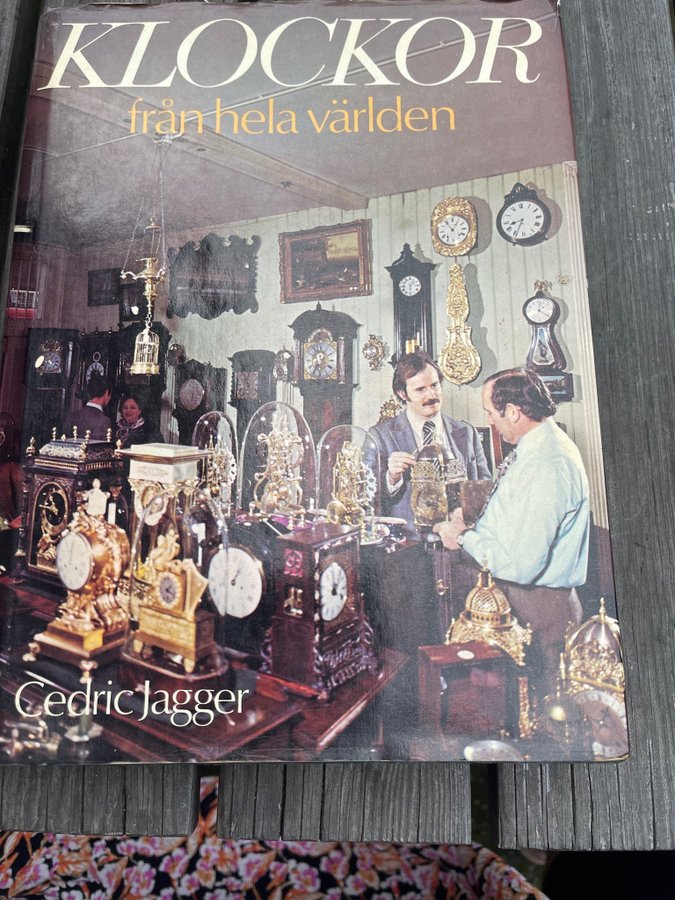 KLOCKOR
från hela världen
Cedric Jagger